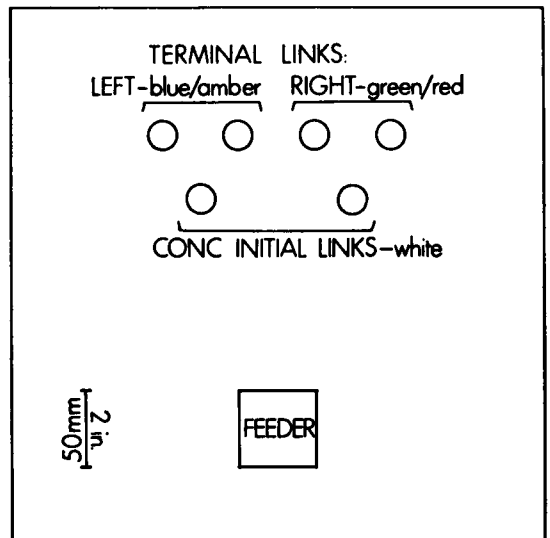 TERMINAL LINKS:
LEFT-blue/amber RIGHT-green/red
CONC INITIAL LINKS-white
50mm
2 in.
FEEDER